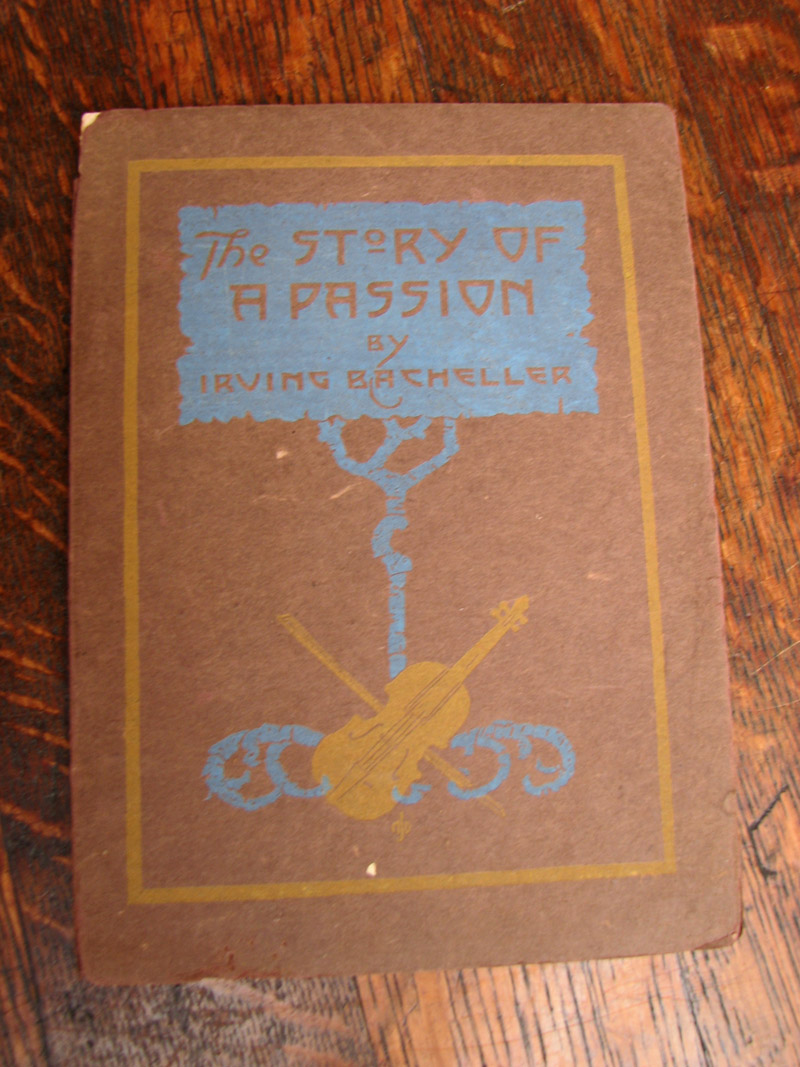 The STORY OF
A PASSION
BY
IRVING BACHELLER